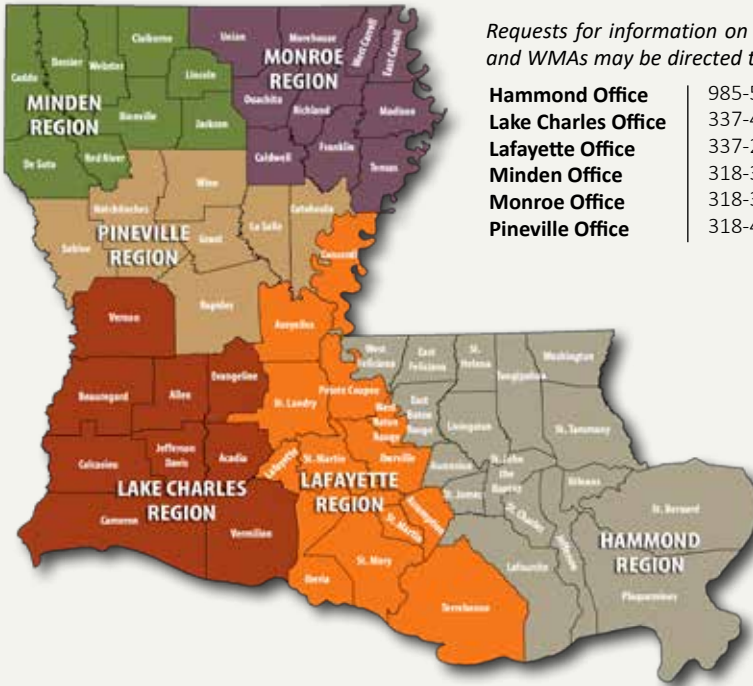 Requests for information on
and WMAs may be directed t
Hammond Office 985-5
Lake Charles Office 337-4
Lafayette Office 337-2
Minden Office 318-3
Monroe Office 318-3
Pineville Office 318-4
MINDEN
REGION
Caddo
Bossier
Webster
Claiborne
Lincoln
Bienville
Jackson
De Soto
Red River
MONROE
REGION
Union
Morehouse
West Carroll
East Carroll
Ouachita
Richland
Madison
Caldwell
Franklin
Tensas
PINEVILLE
REGION
Winn
Natchitoches
Sabine
Grant
La Salle
Catahoula
Rapides
LAKE CHARLES
REGION
Vernon
Beauregard
Allen
Evangeline
Calcasieu
Jefferson
Davis
Acadia
Cameron
Vermilion
LAFAYETTE
REGION
Avoyelles
St. Landry
Pointe Coupee
West
Baton
Rouge
Lafayette
St. Martin
Iberville
Assumption
St. Martin
St. Mary
Iberia
Terrebonne
HAMMOND
REGION
West
Feliciana
East
Feliciana
St.
Helena
Tangipahoa
Washington
East
Baton
Rouge
Livingston
St. Tammany
Ascension
St. James
St. John
the
Baptist
St. Charles
Orleans
Jefferson
St. Bernard
Lafourche
Plaquemines